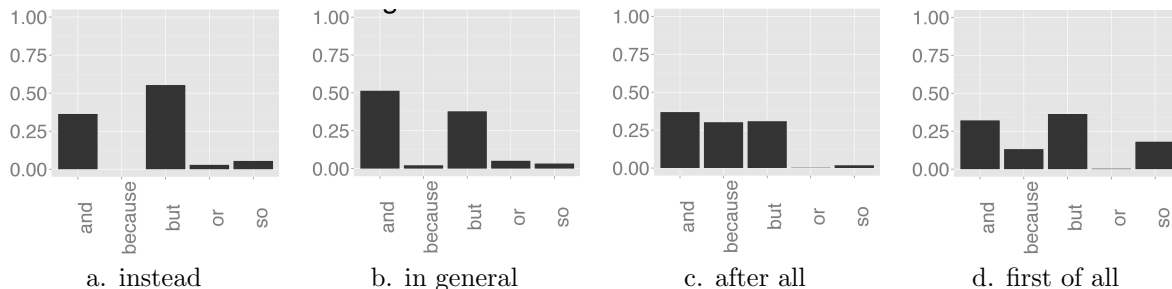 1.00 1.00 1.00 1.00
0.75 0.75 0.75 0.75
0.50 0.50 0.50 0.50
0.25 0.25 0.25 0.25
0.00 0.00 0.00 0.00
and because but or so and because but or so and because but or so and because but or so
a. instead b. in general c. after all d. first of all